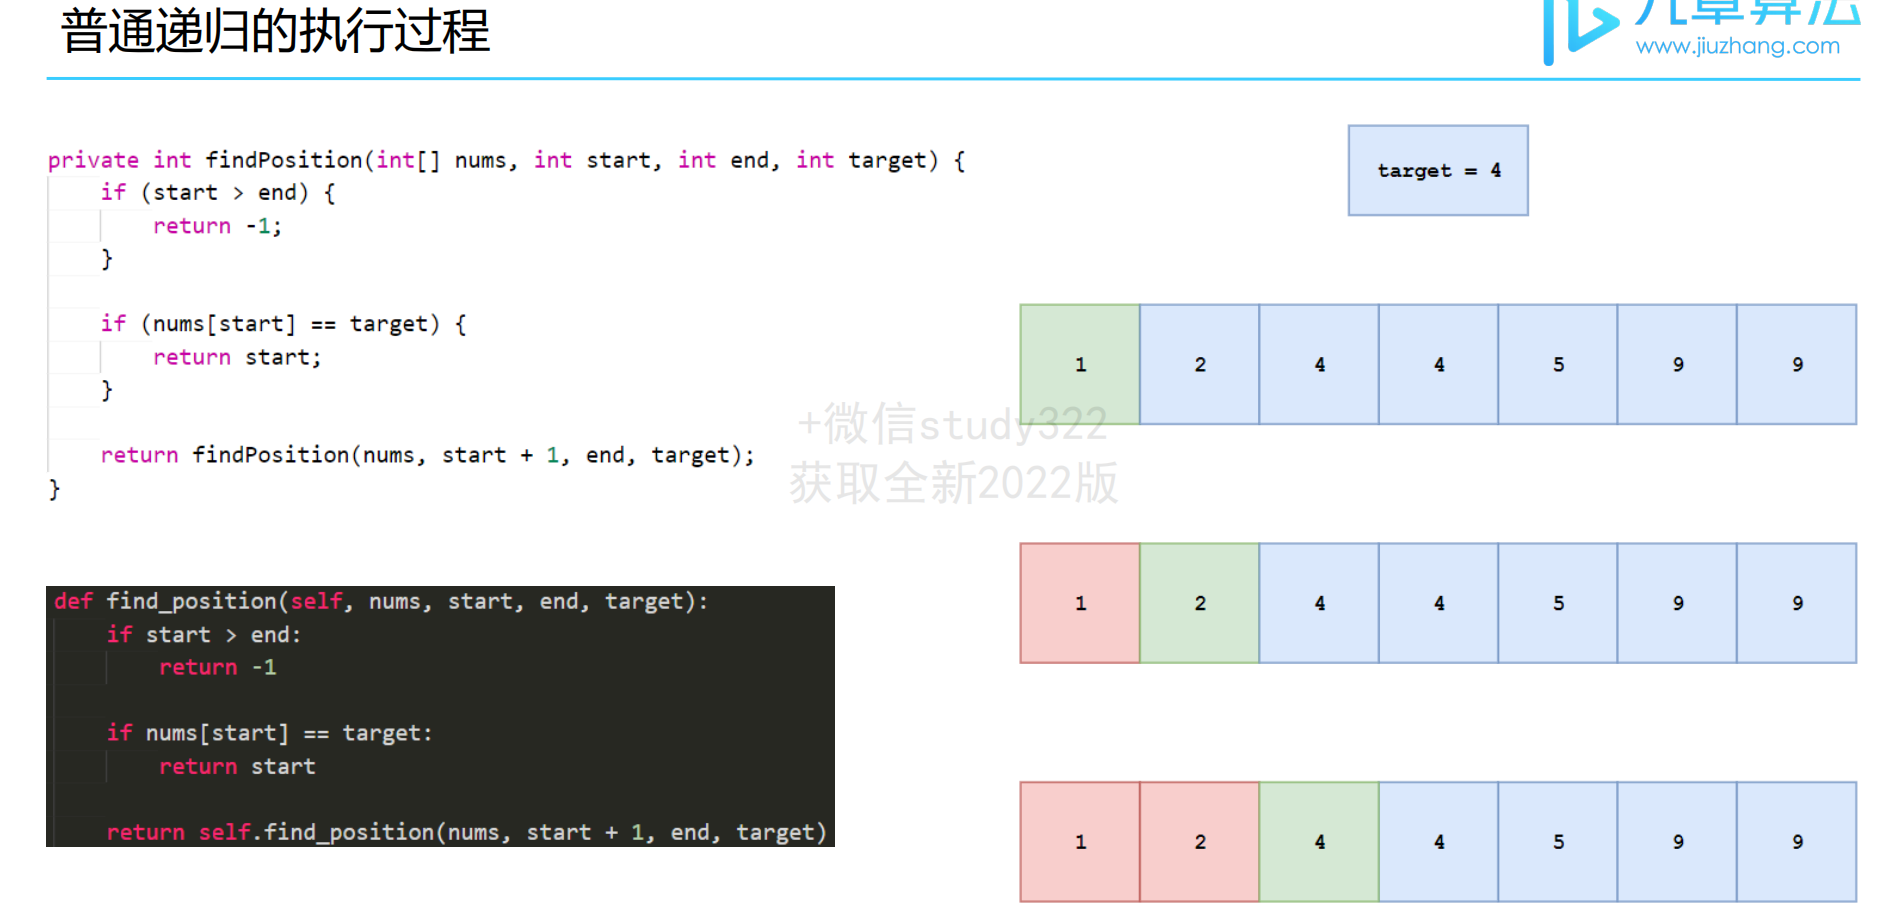 普通递归的执行过程
九章算法
www.jiuzhang.com
private int findPosition(int[] nums, int start, int end, int target) {
    if (start > end) {
        return -1;
    }
    if (nums[start] == target) {
        return start;
    }
    return findPosition(nums, start + 1, end, target);
}
def find_position(self, nums, start, end, target):
    if start > end:
        return -1
    if nums[start] == target:
        return start
    return self.find_position(nums, start + 1, end, target)
target = 4
1 2 4 4 5 9 9
1 2 4 4 5 9 9
1 2 4 4 5 9 9
+微信study322
获取全新2022版